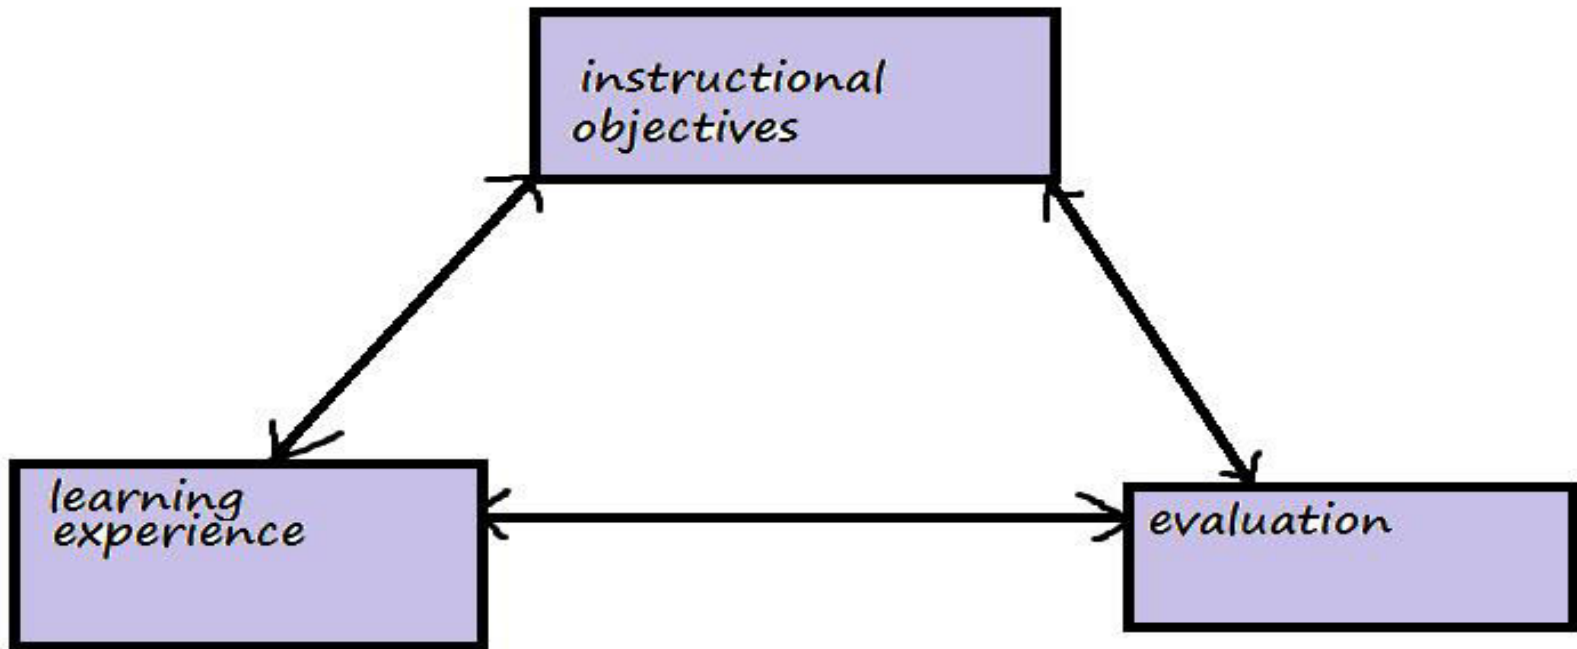 instructional
objectives
learning
experience
evaluation